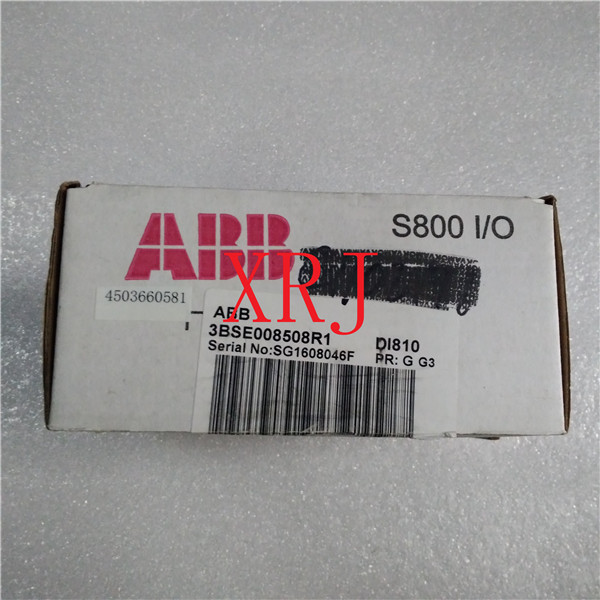 ABB
S800 I/O
XRJ
4503660581
ABB
3BSE008508R1
DI810
Serial No:SG1608046F
PR: G G3